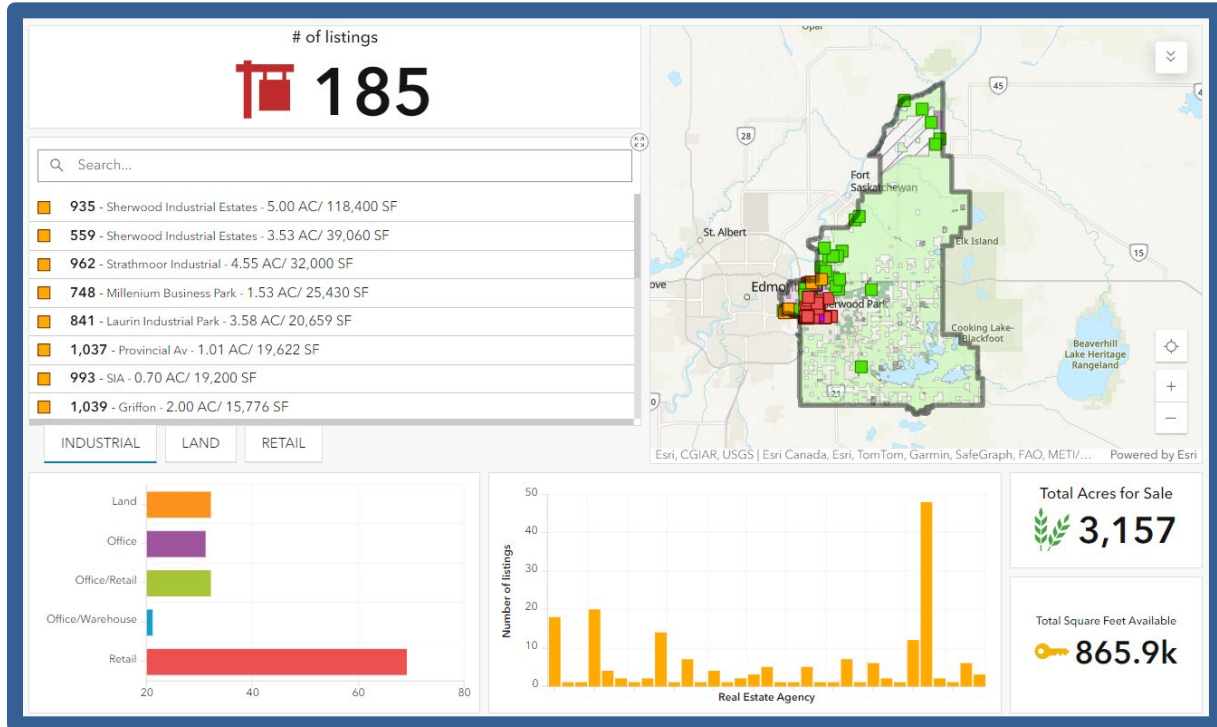 # of listings
185
Search...
935 - Sherwood Industrial Estates - 5.00 AC/ 118,400 SF
559 - Sherwood Industrial Estates - 3.53 AC/ 39,060 SF
962 - Strathmoor Industrial - 4.55 AC/ 32,000 SF
748 - Millenium Business Park - 1.53 AC/ 25,430 SF
841 - Laurin Industrial Park - 3.58 AC/ 20,659 SF
1,037 - Provincial Av - 1.01 AC/ 19,622 SF
993 - SIA - 0.70 AC/ 19,200 SF
1,039 - Griffon - 2.00 AC/ 15,776 SF
INDUSTRIAL LAND RETAIL
45
28
Fort
Saskatchewan
St. Albert
Elk Island
15
Edmon
erwood Park
Cooking Lake-
Blackfoot
Beaverhill
Lake Heritage
Rangeland
21
+
−
Esri, CGIAR, USGS | Esri Canada, Esri, TomTom, Garmin, SafeGraph, FAO, METI/... Powered by Esri
Land
Office
Office/Retail
Office/Warehouse
Retail
20 40 60 80
Number of listings
50
40
30
20
10
0
Real Estate Agency
Total Acres for Sale
3,157
Total Square Feet Available
865.9k